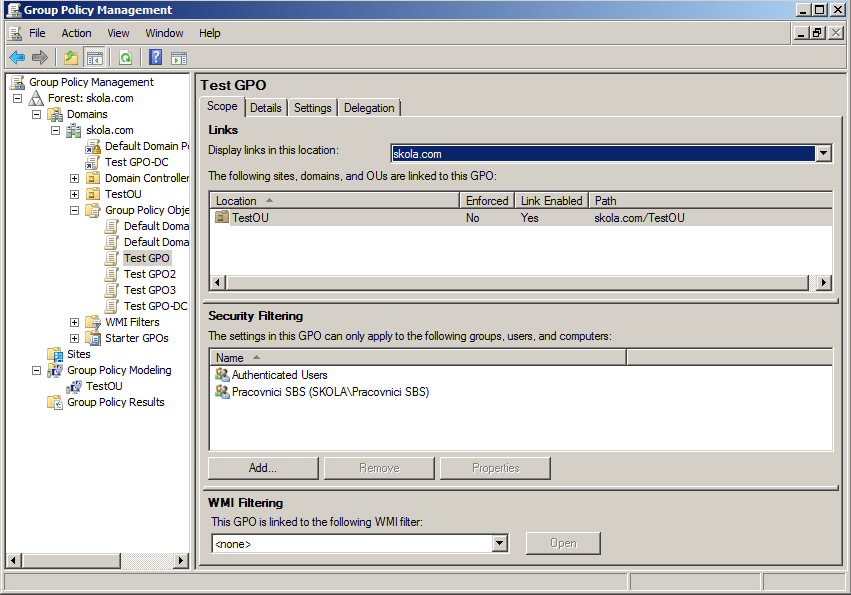 Group Policy Management
File Action View Window Help
Group Policy Management
Forest: skola.com
Domains
skola.com
Default Domain P
Test GPO-DC
Domain Controller
TestOU
Group Policy Obje
Default Doma
Default Doma
Test GPO
Test GPO2
Test GPO3
Test GPO-DC
WMI Filters
Starter GPOs
Sites
Group Policy Modeling
TestOU
Group Policy Results
Test GPO
Scope Details Settings Delegation
Links
Display links in this location: skola.com
The following sites, domains, and OUs are linked to this GPO:
Location Enforced Link Enabled Path
TestOU No Yes skola.com/TestOU
Security Filtering
The settings in this GPO can only apply to the following groups, users, and computers:
Name
Authenticated Users
Pracovnici SBS (SKOLA\Pracovnici SBS)
Add... Remove Properties
WMI Filtering
This GPO is linked to the following WMI filter:
<none> Open